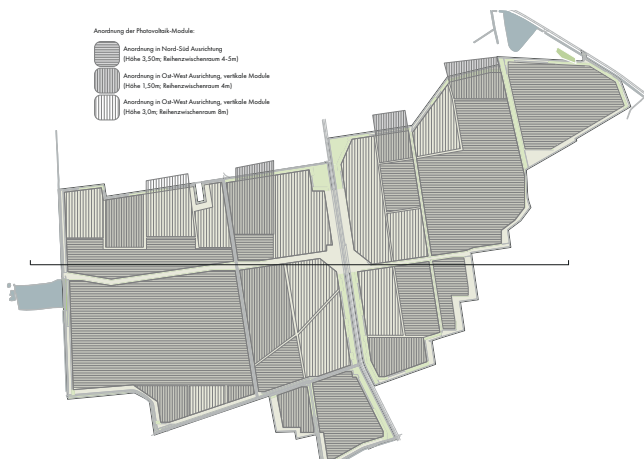 Anordnung der Photovoltaik-Module:
Anordnung in Nord-Süd Ausrichtung
(Höhe 3,50m; Reihenzwischenraum 4-5m)
Anordnung in Ost-West Ausrichtung, vertikale Module
(Höhe 1,50m; Reihenzwischenraum 4m)
Anordnung in Ost-West Ausrichtung, vertikale Module
(Höhe 3,0m; Reihenzwischenraum 8m)